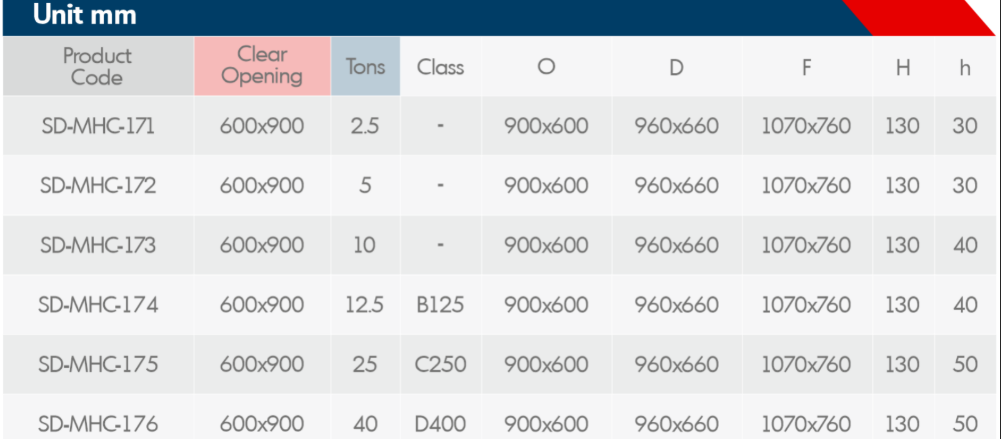 Unit mm
Product Code Clear Opening Tons Class O D F H h
SD-MHC-171 600x900 2.5 - 900x600 960x660 1070x760 130 30
SD-MHC-172 600x900 5 - 900x600 960x660 1070x760 130 30
SD-MHC-173 600x900 10 - 900x600 960x660 1070x760 130 40
SD-MHC-174 600x900 12.5 B125 900x600 960x660 1070x760 130 40
SD-MHC-175 600x900 25 C250 900x600 960x660 1070x760 130 50
SD-MHC-176 600x900 40 D400 900x600 960x660 1070x760 130 50